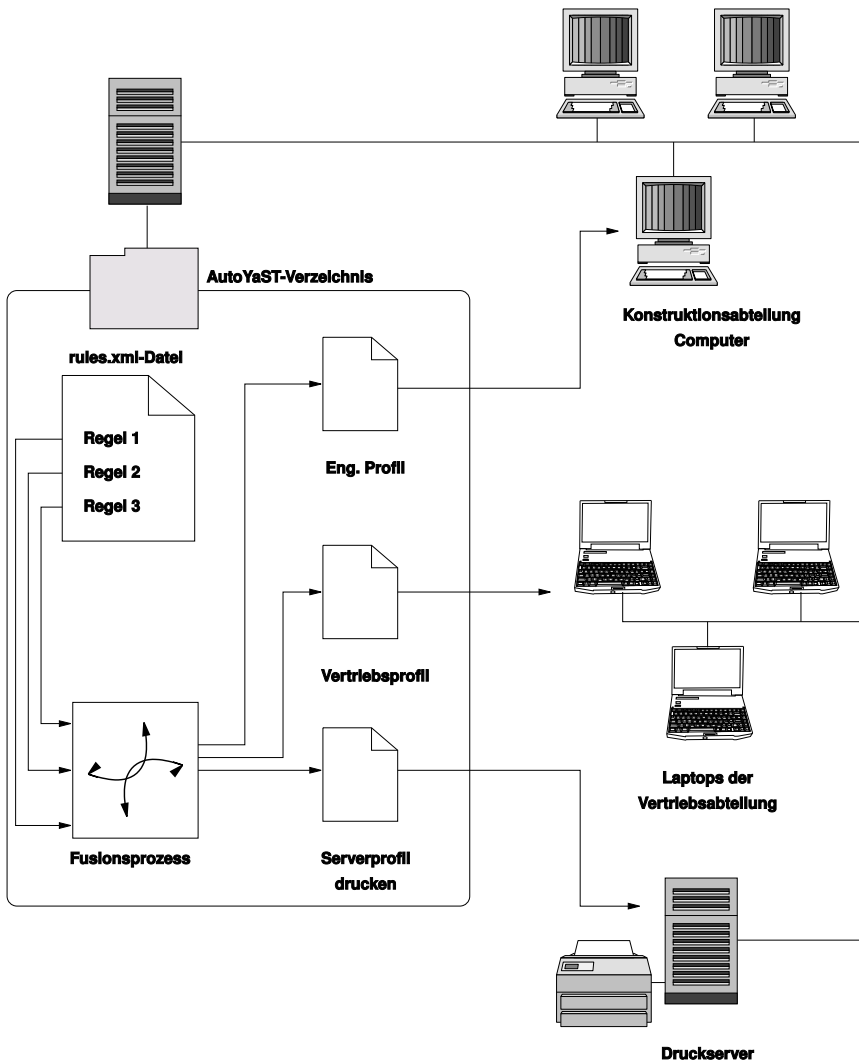 AutoYaST-Verzeichnis
Konstruktionsabteilung
Computer
rules.xml-Datei
Regel 1
Regel 2
Regel 3
Eng. Profil
Vertriebsprofil
Laptops der
Vertriebsabteilung
Fusionsprozess
Serverprofil
drucken
Druckserver